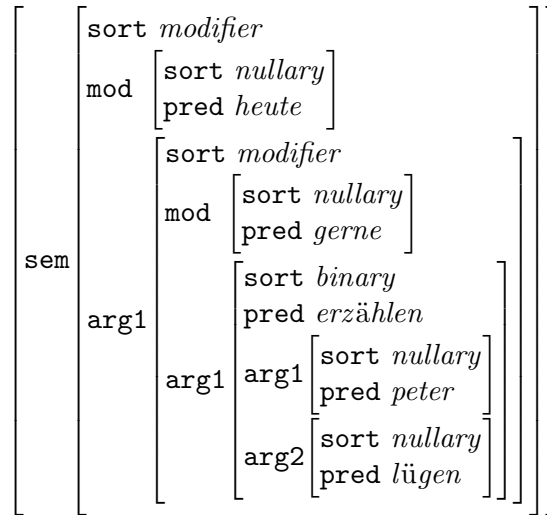 sort modifier
mod sort nullary
pred heute
sort modifier
mod sort nullary
pred gerne
sem
arg1
sort binary
pred erzählen
arg1
arg1 sort nullary
pred peter
arg2 sort nullary
pred lügen